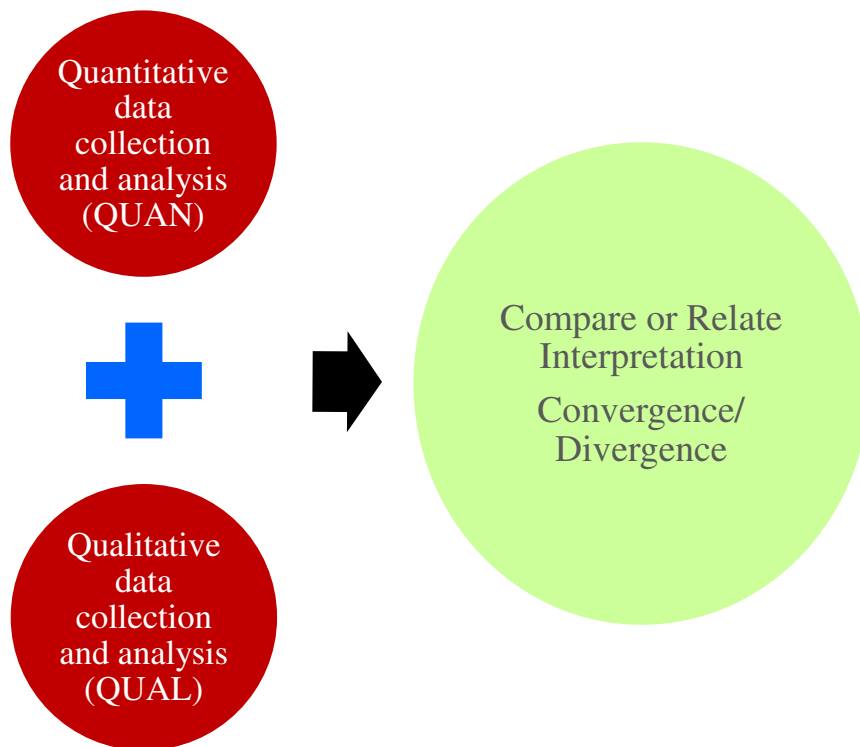 Quantitative
data
collection
and analysis
(QUAN)
Qualitative
data
collection
and analysis
(QUAL)
Compare or Relate
Interpretation
Convergence/
Divergence